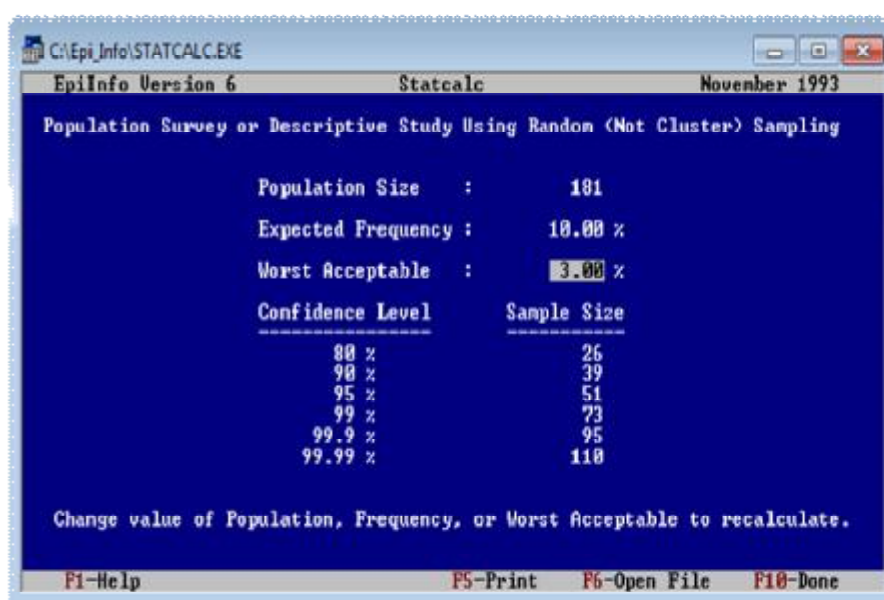 C:\Epi_Info\STATCALC.EXE
EpiInfo Version 6 Statcalc November 1993
Population Survey or Descriptive Study Using Random (Not Cluster) Sampling
Population Size : 181
Expected Frequency : 10.00 %
Worst Acceptable : 3.00 %
Confidence Level Sample Size
80 % 26
90 % 39
95 % 51
99 % 73
99.9 % 95
99.99 % 110
Change value of Population, Frequency, or Worst Acceptable to recalculate.
F1-Help F5-Print F6-Open File F10-Done